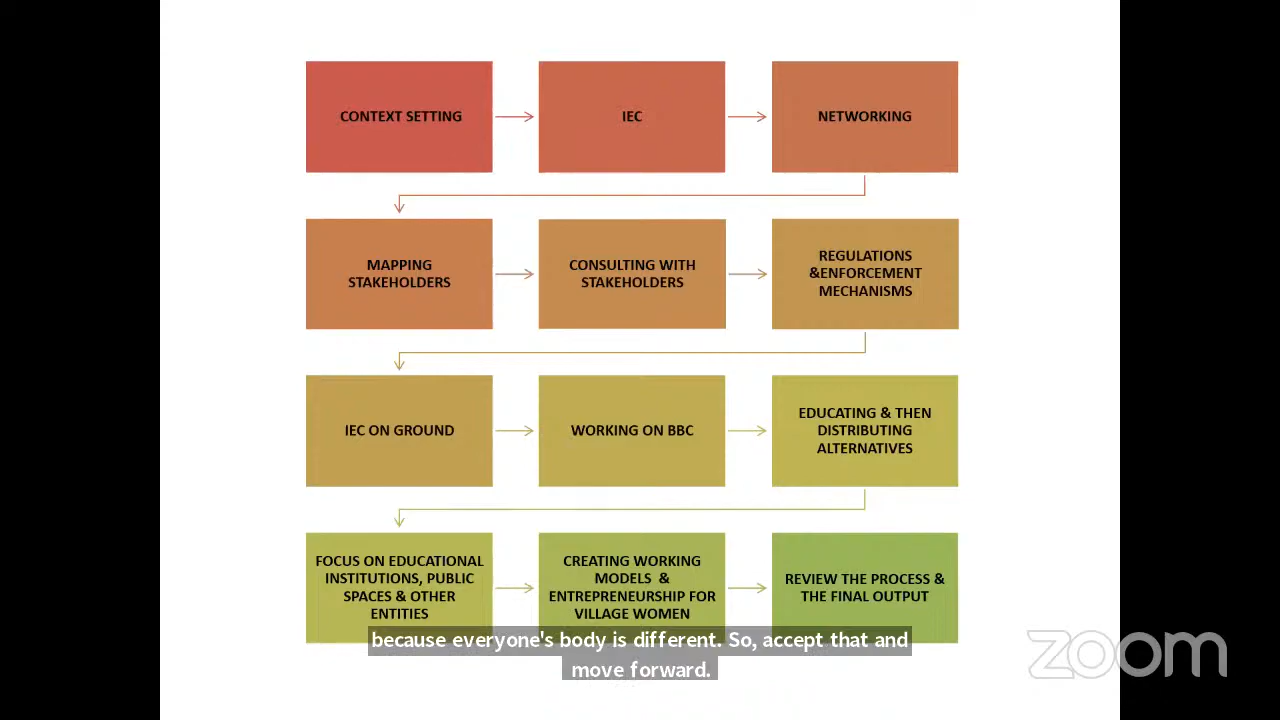 CONTEXT SETTING
IEC
NETWORKING
MAPPING
STAKEHOLDERS
CONSULTING WITH
STAKEHOLDERS
REGULATIONS
&ENFORCEMENT
MECHANISMS
IEC ON GROUND
WORKING ON BBC
EDUCATING & THEN
DISTRIBUTING
ALTERNATIVES
FOCUS ON EDUCATIONAL
INSTITUTIONS, PUBLIC
SPACES & OTHER
ENTITIES
CREATING WORKING
MODELS &
ENTREPRENEURSHIP FOR
VILLAGE WOMEN
REVIEW THE PROCESS &
THE FINAL OUTPUT
because everyone's body is different. So, accept that and
move forward.
zoom